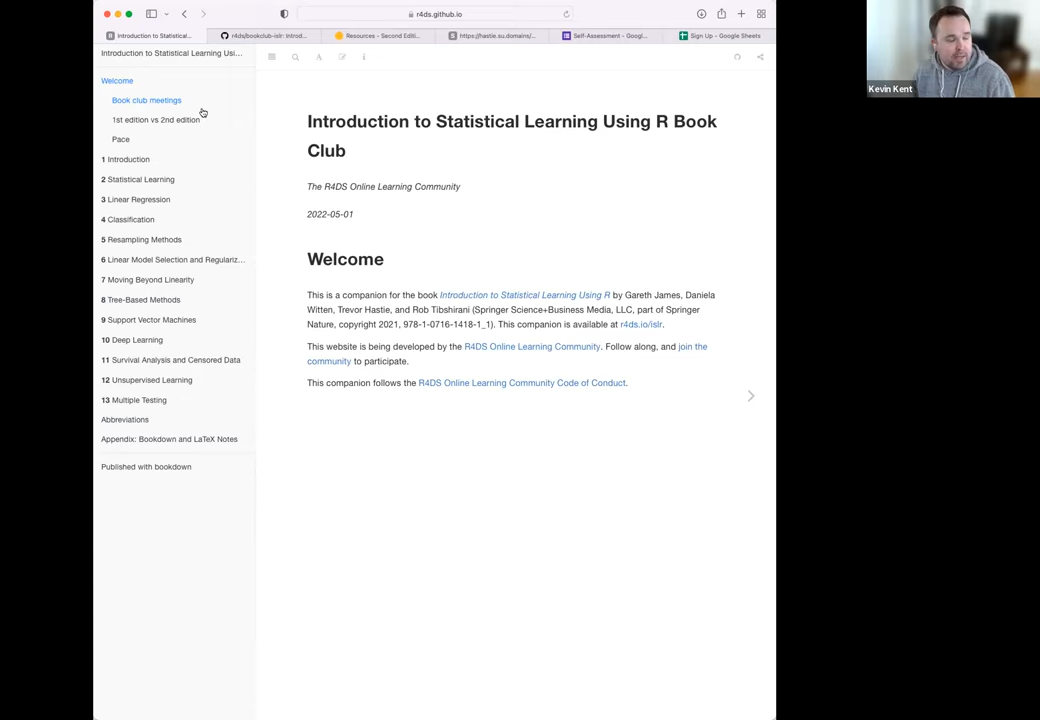 r4ds.github.io
Introduction to Statistical...
r4ds/bookclub-islr: Introd...
Resources – Second Editi...
https://hastie.su.domains/...
Self-Assessment – Googl...
Sign Up – Google Sheets
Introduction to Statistical Learning Usi...
Welcome
Book club meetings
1st edition vs 2nd edition
Pace
1 Introduction
2 Statistical Learning
3 Linear Regression
4 Classification
5 Resampling Methods
6 Linear Model Selection and Regulariz...
7 Moving Beyond Linearity
8 Tree-Based Methods
9 Support Vector Machines
10 Deep Learning
11 Survival Analysis and Censored Data
12 Unsupervised Learning
13 Multiple Testing
Abbreviations
Appendix: Bookdown and LaTeX Notes
Published with bookdown
Introduction to Statistical Learning Using R Book
Club
The R4DS Online Learning Community
2022-05-01
Welcome
This is a companion for the book Introduction to Statistical Learning Using R by Gareth James, Daniela
Witten, Trevor Hastie, and Rob Tibshirani (Springer Science+Business Media, LLC, part of Springer
Nature, copyright 2021, 978-1-0716-1418-1_1). This companion is available at r4ds.io/islr.
This website is being developed by the R4DS Online Learning Community. Follow along, and join the
community to participate.
This companion follows the R4DS Online Learning Community Code of Conduct.
Kevin Kent